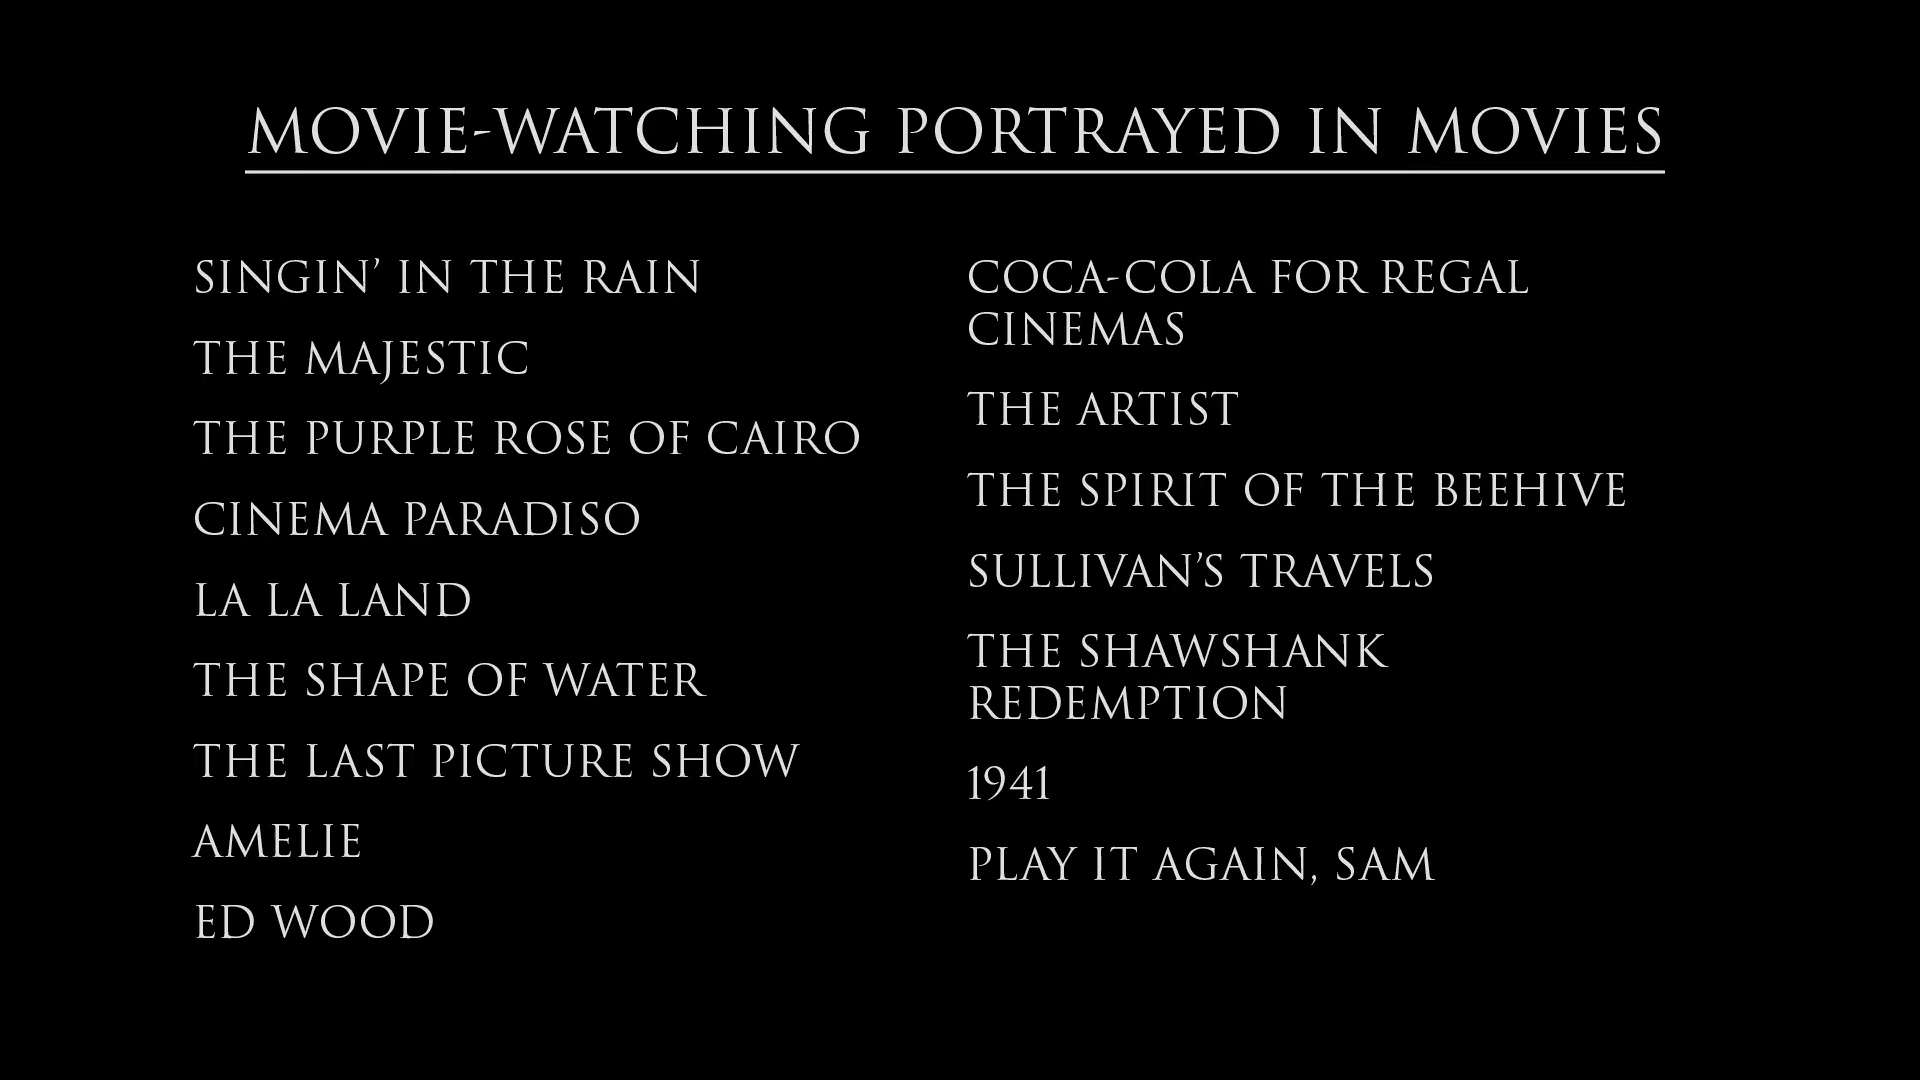 MOVIE-WATCHING PORTRAYED IN MOVIES
SINGIN’ IN THE RAIN
THE MAJESTIC
THE PURPLE ROSE OF CAIRO
CINEMA PARADISO
LA LA LAND
THE SHAPE OF WATER
THE LAST PICTURE SHOW
AMELIE
ED WOOD
COCA-COLA FOR REGAL
CINEMAS
THE ARTIST
THE SPIRIT OF THE BEEHIVE
SULLIVAN’S TRAVELS
THE SHAWSHANK
REDEMPTION
1941
PLAY IT AGAIN, SAM